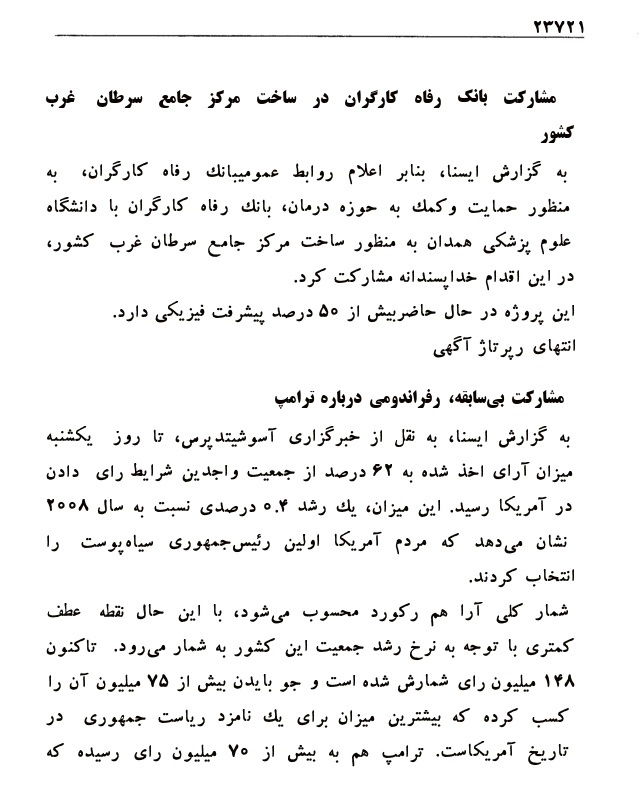 ۲۳۷۲۱
مشارکت بانک رفاه کارگران در ساخت مرکز جامع سرطان غرب
کشور
به گزارش ایسنا، بنابر اعلام روابط عمومیبانک رفاه کارگران، به
منظور حمایت وکمک به حوزه درمان، بانک رفاه کارگران با دانشگاه
علوم پزشکی همدان به منظور ساخت مرکز جامع سرطان غرب کشور،
در این اقدام خداپسندانه مشارکت کرد.
این پروژه در حال حاضربیش از ۵۰ درصد پیشرفت فیزیکی دارد.
انتهای رپرتاژ آگهی
مشارکت بی‌سابقه، رفراندومی درباره ترامپ
به گزارش ایسنا، به نقل از خبرگزاری آسوشیتدپرس، تا روز یکشنبه
میزان آرای اخذ شده به ۶۲ درصد از جمعیت واجدین شرایط رای دادن
در آمریکا رسید. این میزان، یک رشد ۰.۴ درصدی نسبت به سال ۲۰۰۸
نشان می‌دهد که مردم آمریکا اولین رئیس‌جمهوری سیاه‌پوست را
انتخاب کردند.
شمار کلی آرا هم رکورد محسوب می‌شود، با این حال نقطه عطف
کمتری با توجه به نرخ رشد جمعیت این کشور به شمار می‌رود. تاکنون
۱۴۸ میلیون رای شمارش شده است و جو بایدن بیش از ۷۵ میلیون آن را
کسب کرده که بیشترین میزان برای یک نامزد ریاست جمهوری در
تاریخ آمریکاست. ترامپ هم به بیش از ۷۰ میلیون رای رسیده که